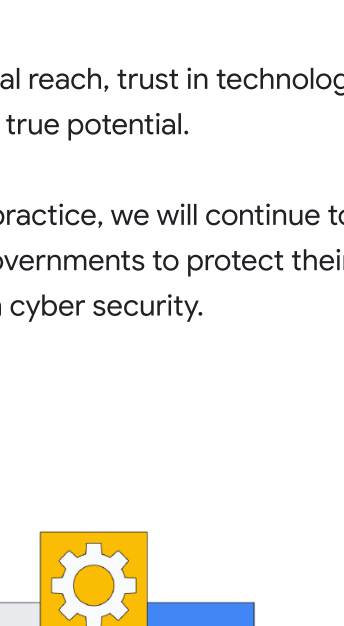 al reach, trust in technolog
true potential.
practice, we will continue to
overnments to protect their
cyber security.